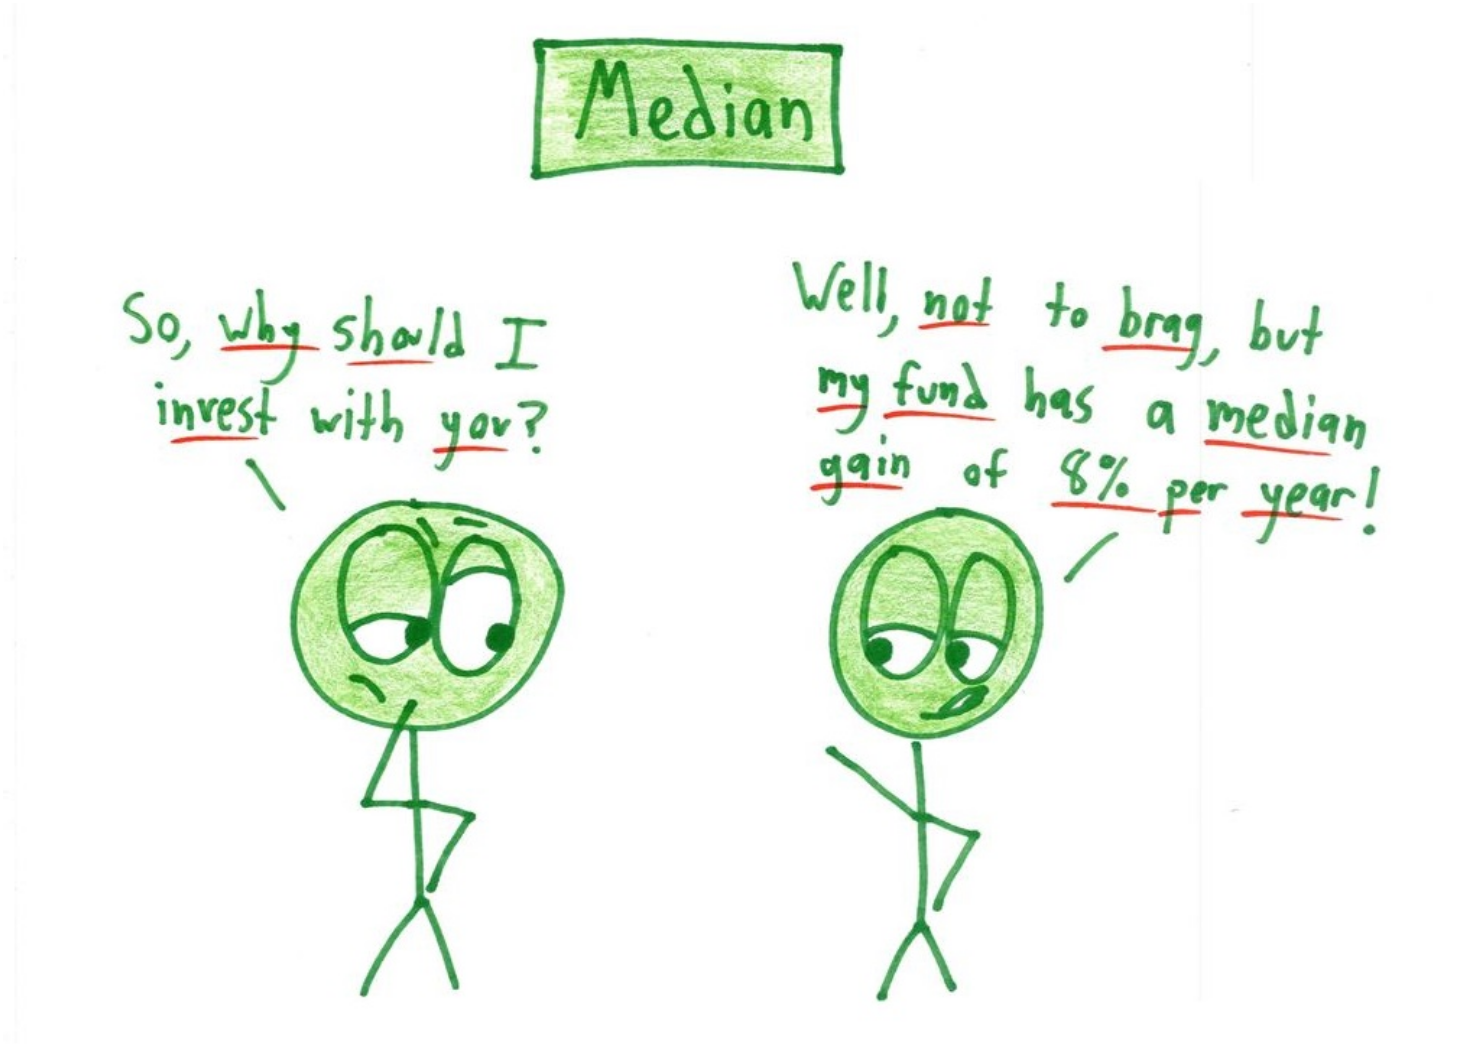 Median
So, why should I
invest with you?
Well, not to brag, but
my fund has a median
gain of 8% per year!